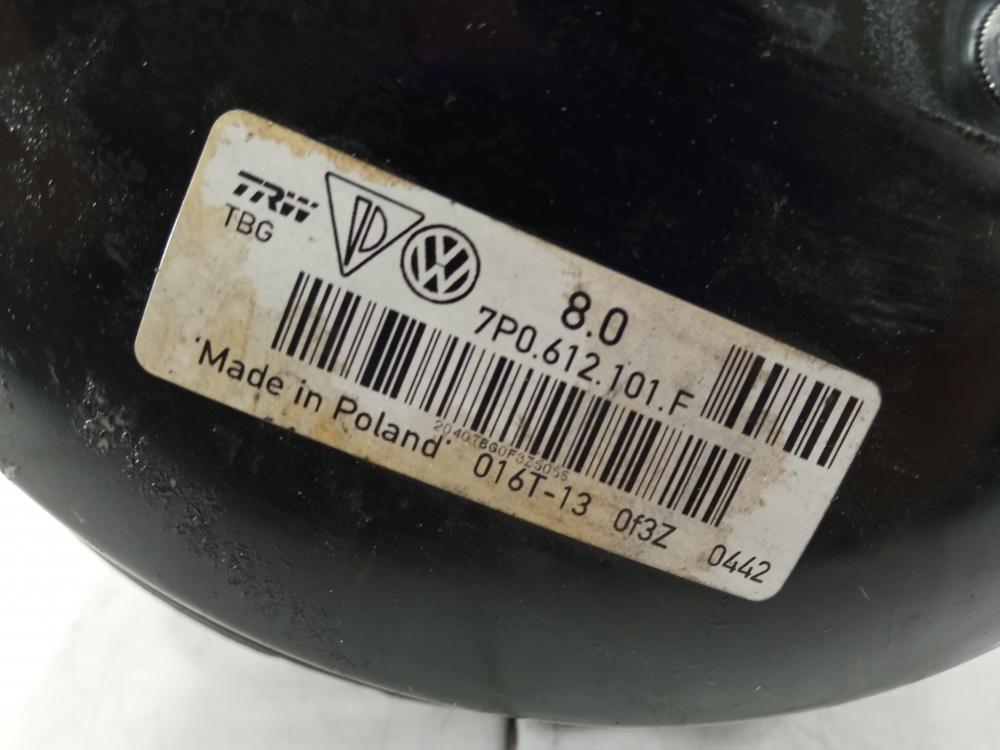 TRW
TBG
8.0
7P0.612.101.F
'Made in Poland'
016T-13 0f3Z 0442